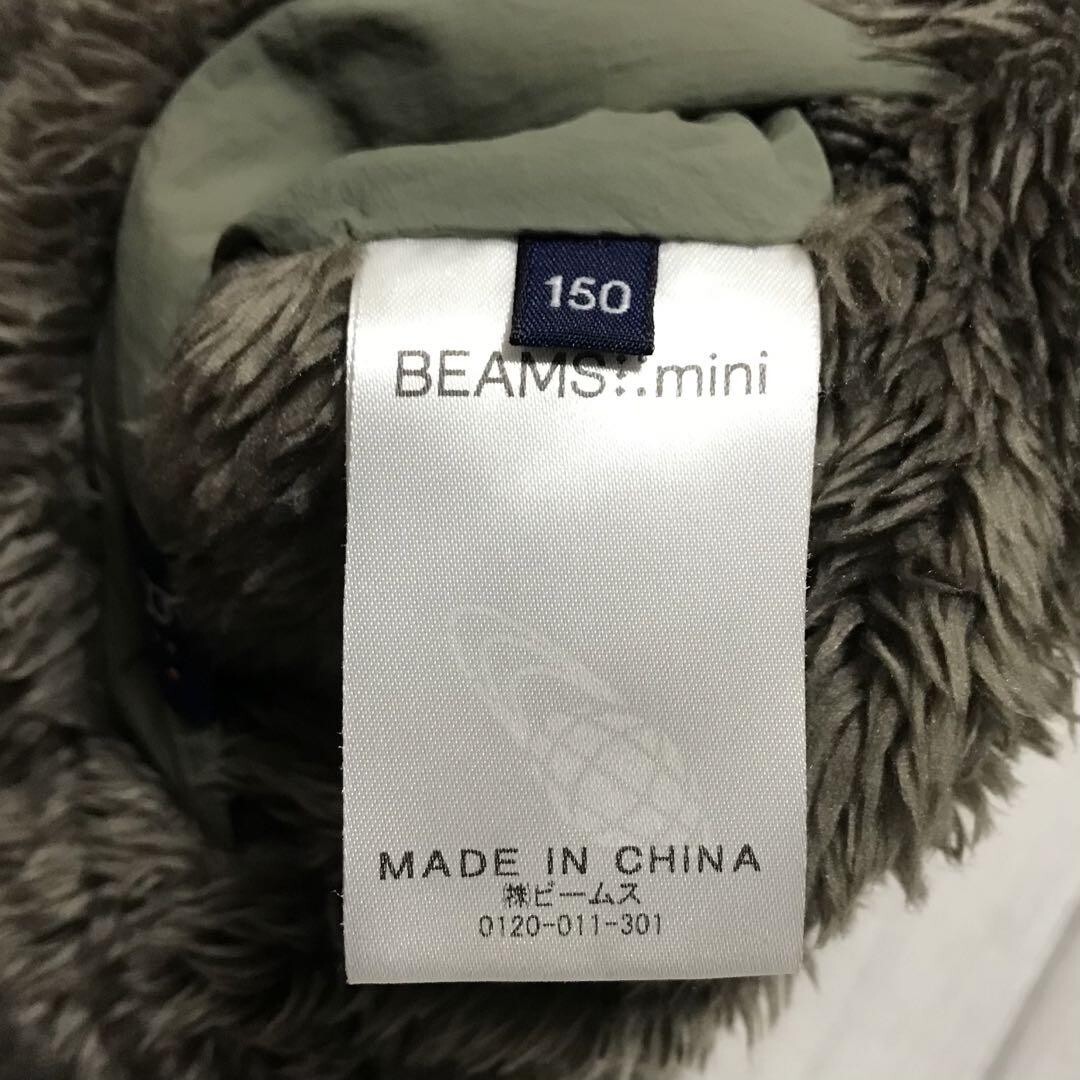 150
BEAMS⁝⁝mini
MADE IN CHINA
㈱ビームス
0120-011-301